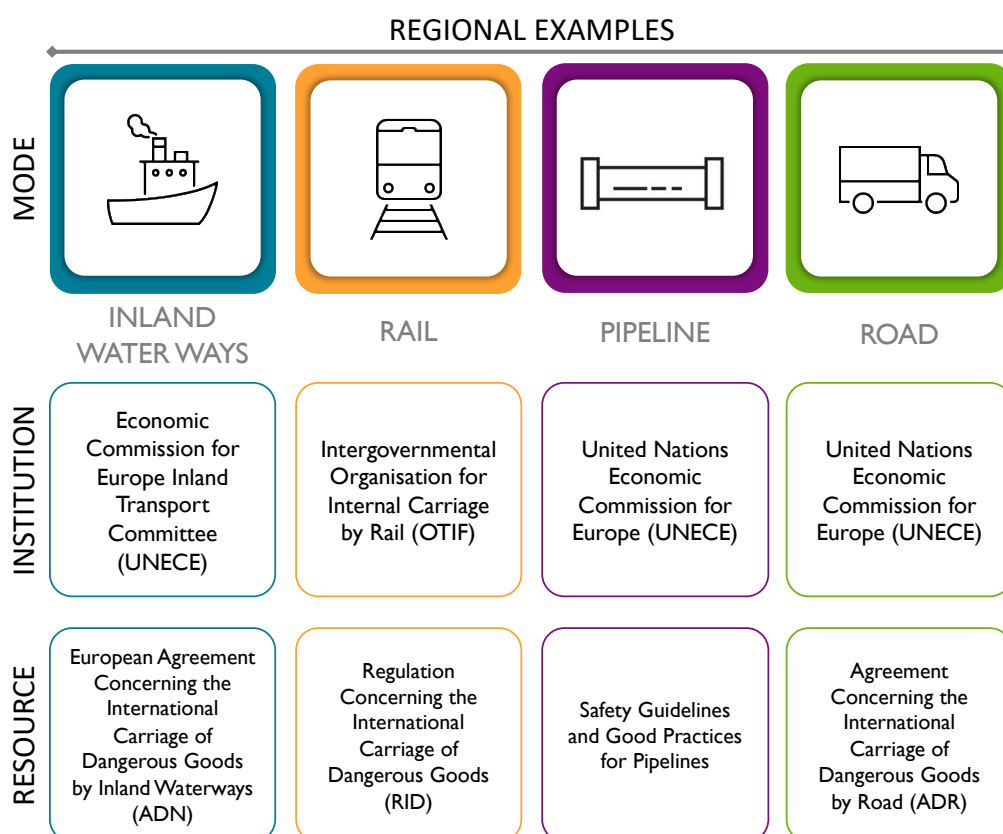 REGIONAL EXAMPLES
MODE
INLAND
WATER WAYS
RAIL
PIPELINE
ROAD
INSTITUTION
Economic
Commission for
Europe Inland
Transport
Committee
(UNECE)
Intergovernmental
Organisation for
Internal Carriage
by Rail (OTIF)
United Nations
Economic
Commission for
Europe (UNECE)
United Nations
Economic
Commission for
Europe (UNECE)
RESOURCE
European Agreement
Concerning the
International
Carriage of
Dangerous Goods
by Inland Waterways
(ADN)
Regulation
Concerning the
International
Carriage of
Dangerous Goods
(RID)
Safety Guidelines
and Good Practices
for Pipelines
Agreement
Concerning the
International
Carriage of
Dangerous Goods
by Road (ADR)